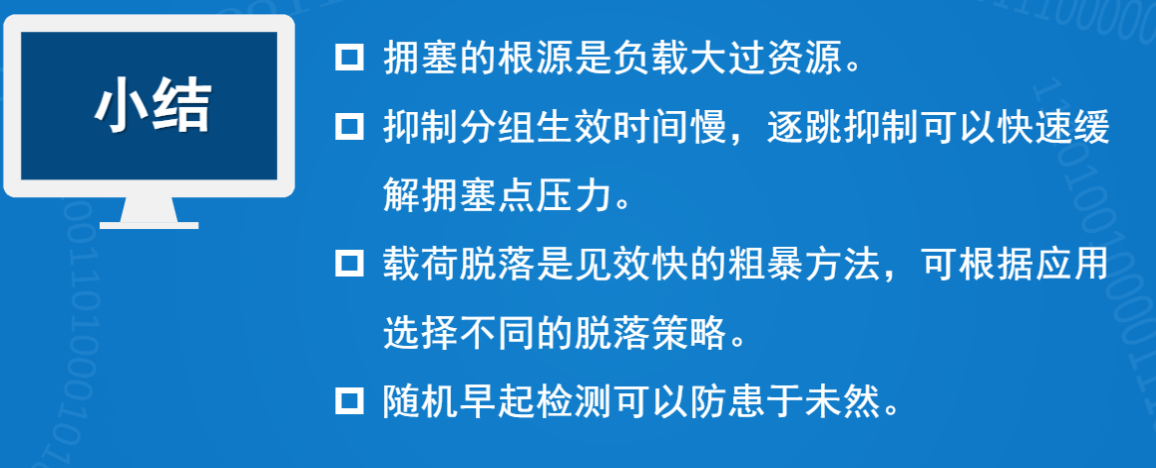 小结
拥塞的根源是负载大过资源。
抑制分组生效时间慢，逐跳抑制可以快速缓
解拥塞点压力。
载荷脱落是见效快的粗暴方法，可根据应用
选择不同的脱落策略。
随机早起检测可以防患于未然。